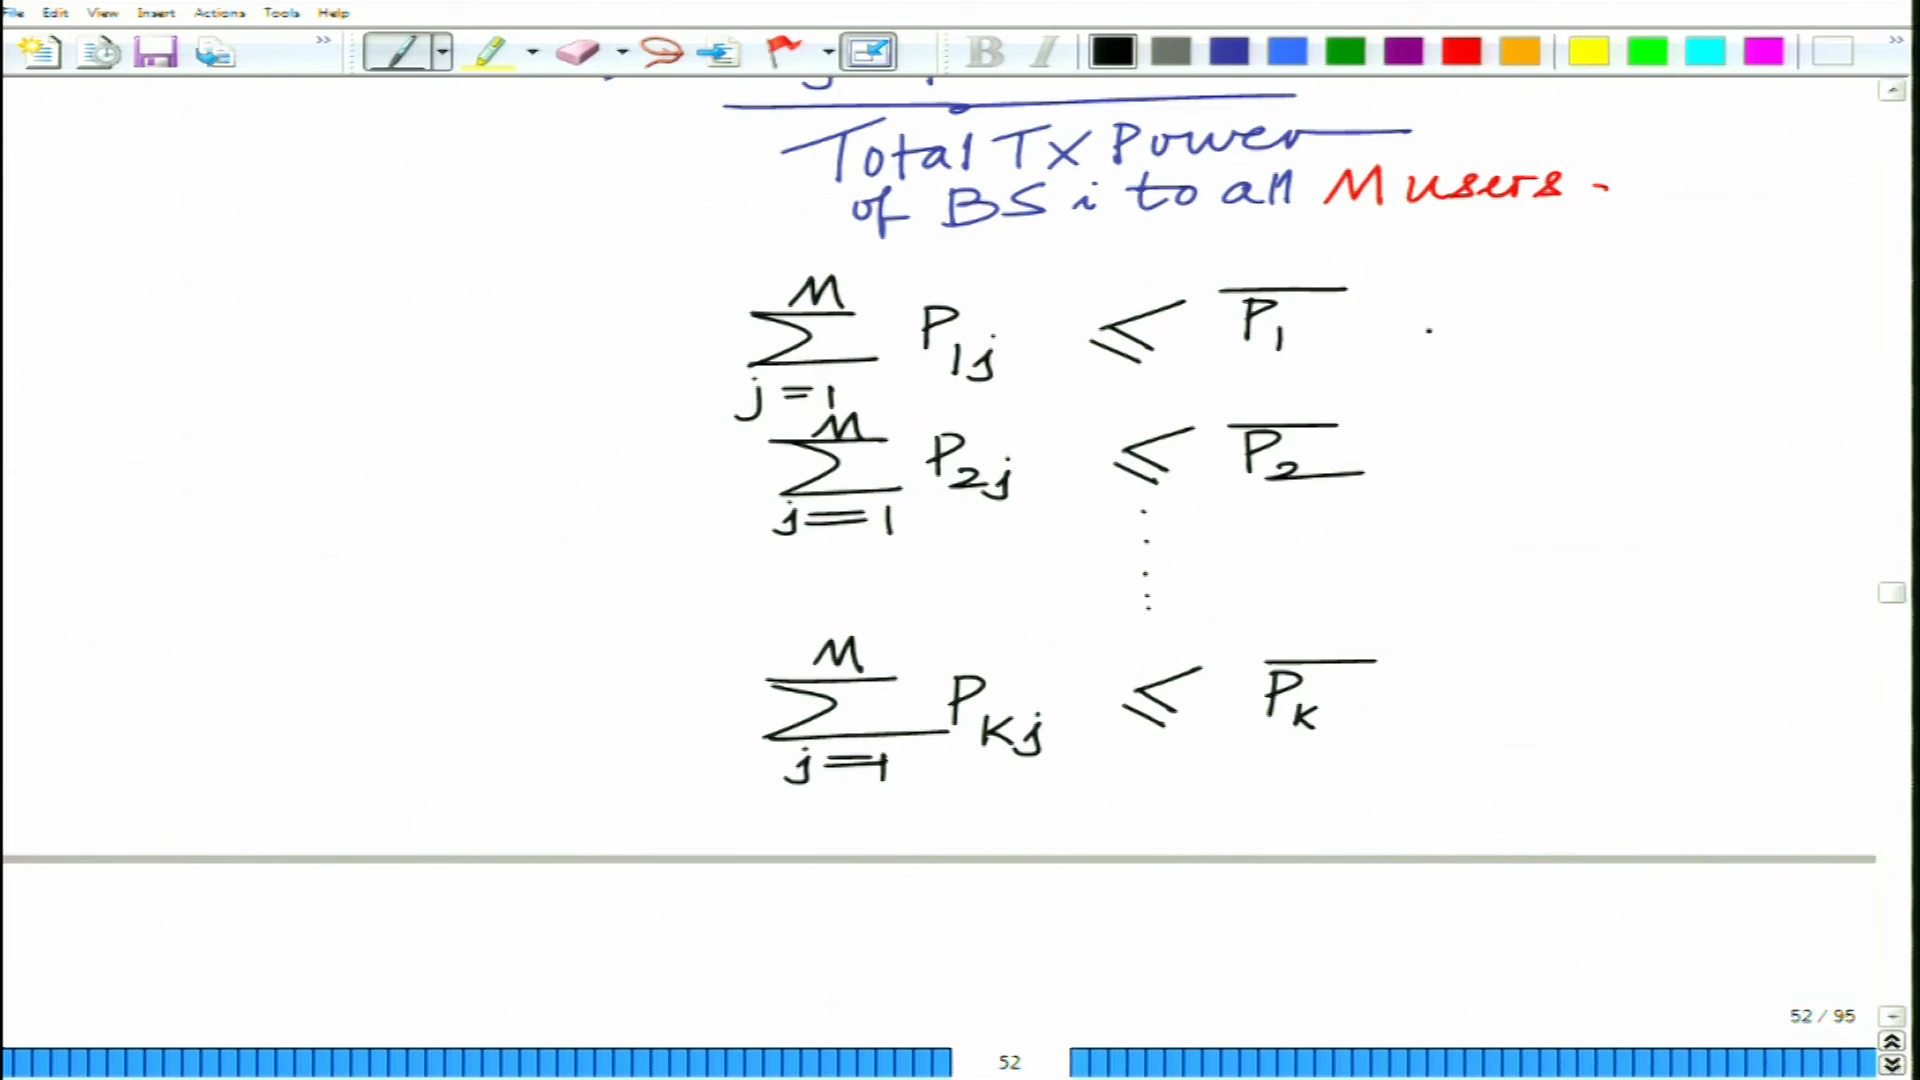 File Edit View Insert Actions Tools Help
B I
Total Tx Power
of BS i to all M users.
M
∑ P1j ≤ P̅1 .
j=1
M
∑ P2j ≤ P̅2
j=1
M
∑ PKj ≤ P̅K
j=1
52 / 95
52